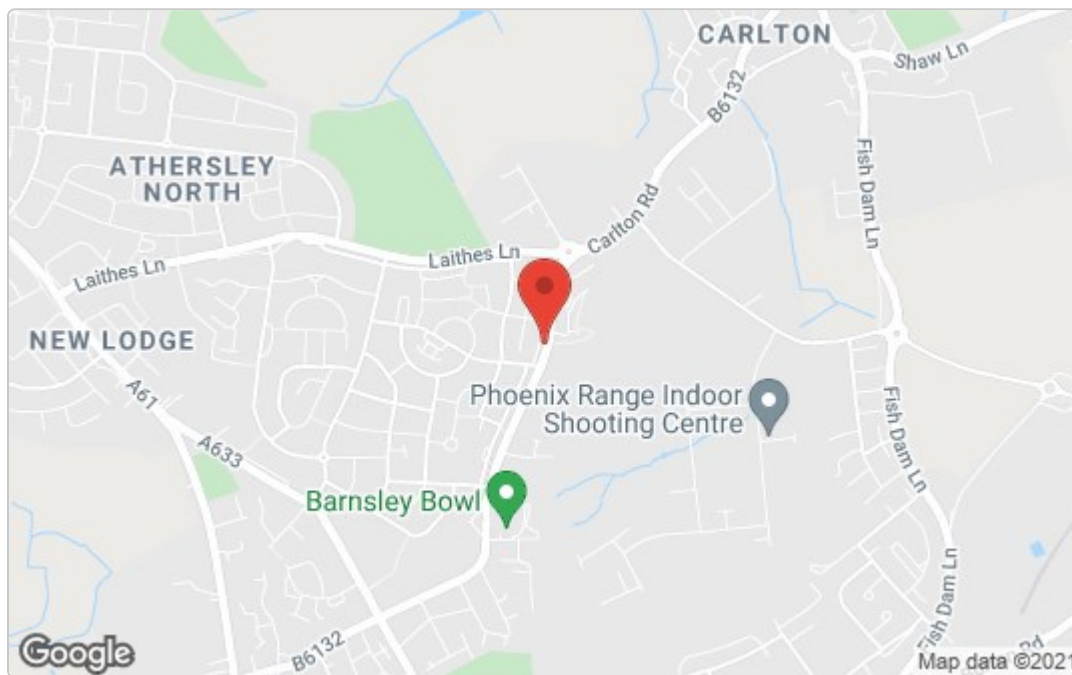 CARLTON
Shaw Ln
B6132
Fish Dam Ln
ATHERSLEY
NORTH
Carlton Rd
Laithes Ln
Laithes Ln
NEW LODGE
A61
Phoenix Range Indoor
Shooting Centre
Fish Dam Ln
A633
Barnsley Bowl
Fish Dam Ln
B6132
Rd
Google
Map data ©2021